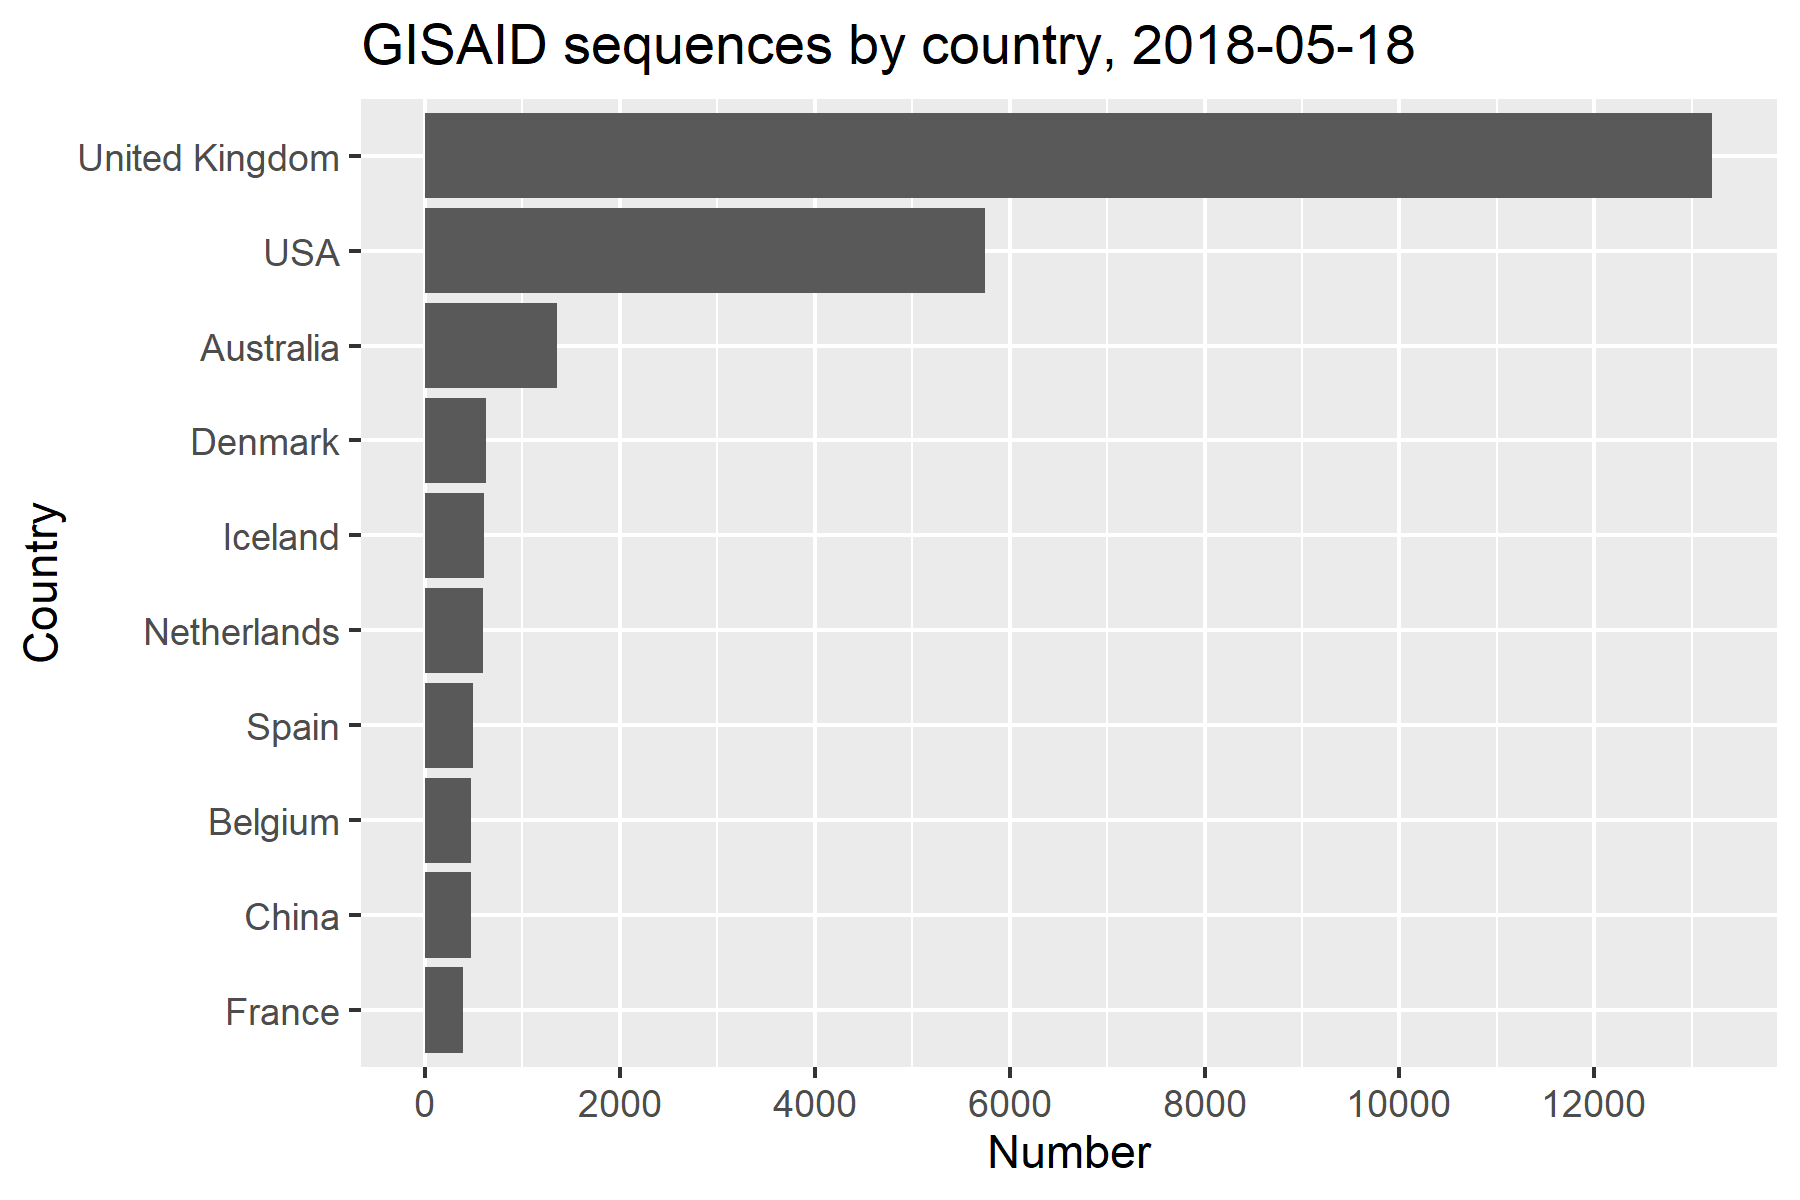 GISAID sequences by country, 2018-05-18
United Kingdom
USA
Australia
Denmark
Iceland
Netherlands
Spain
Belgium
China
France
Country
0 2000 4000 6000 8000 10000 12000
Number